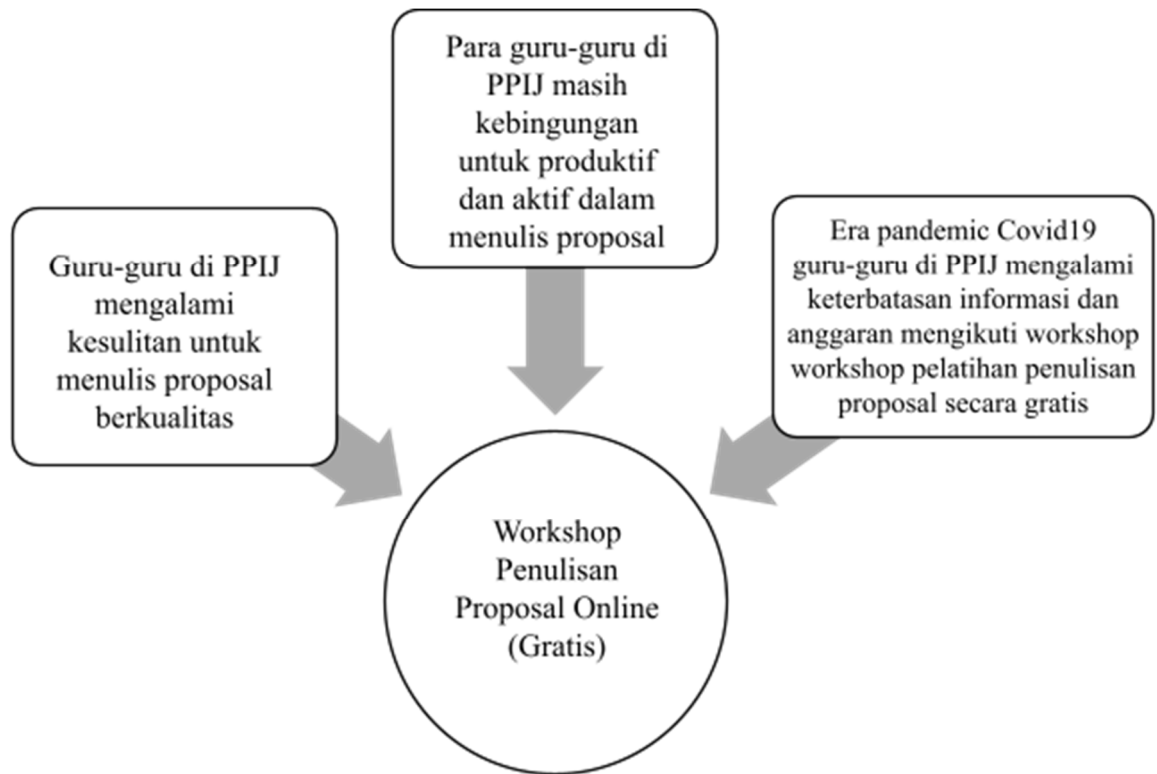 Para guru-guru di
PPIJ masih
kebingungan
untuk produktif
dan aktif dalam
menulis proposal
Guru-guru di PPIJ
mengalami
kesulitan untuk
menulis proposal
berkualitas
Era pandemic Covid19
guru-guru di PPIJ mengalami
keterbatasan informasi dan
anggaran mengikuti workshop
workshop pelatihan penulisan
proposal secara gratis
Workshop
Penulisan
Proposal Online
(Gratis)